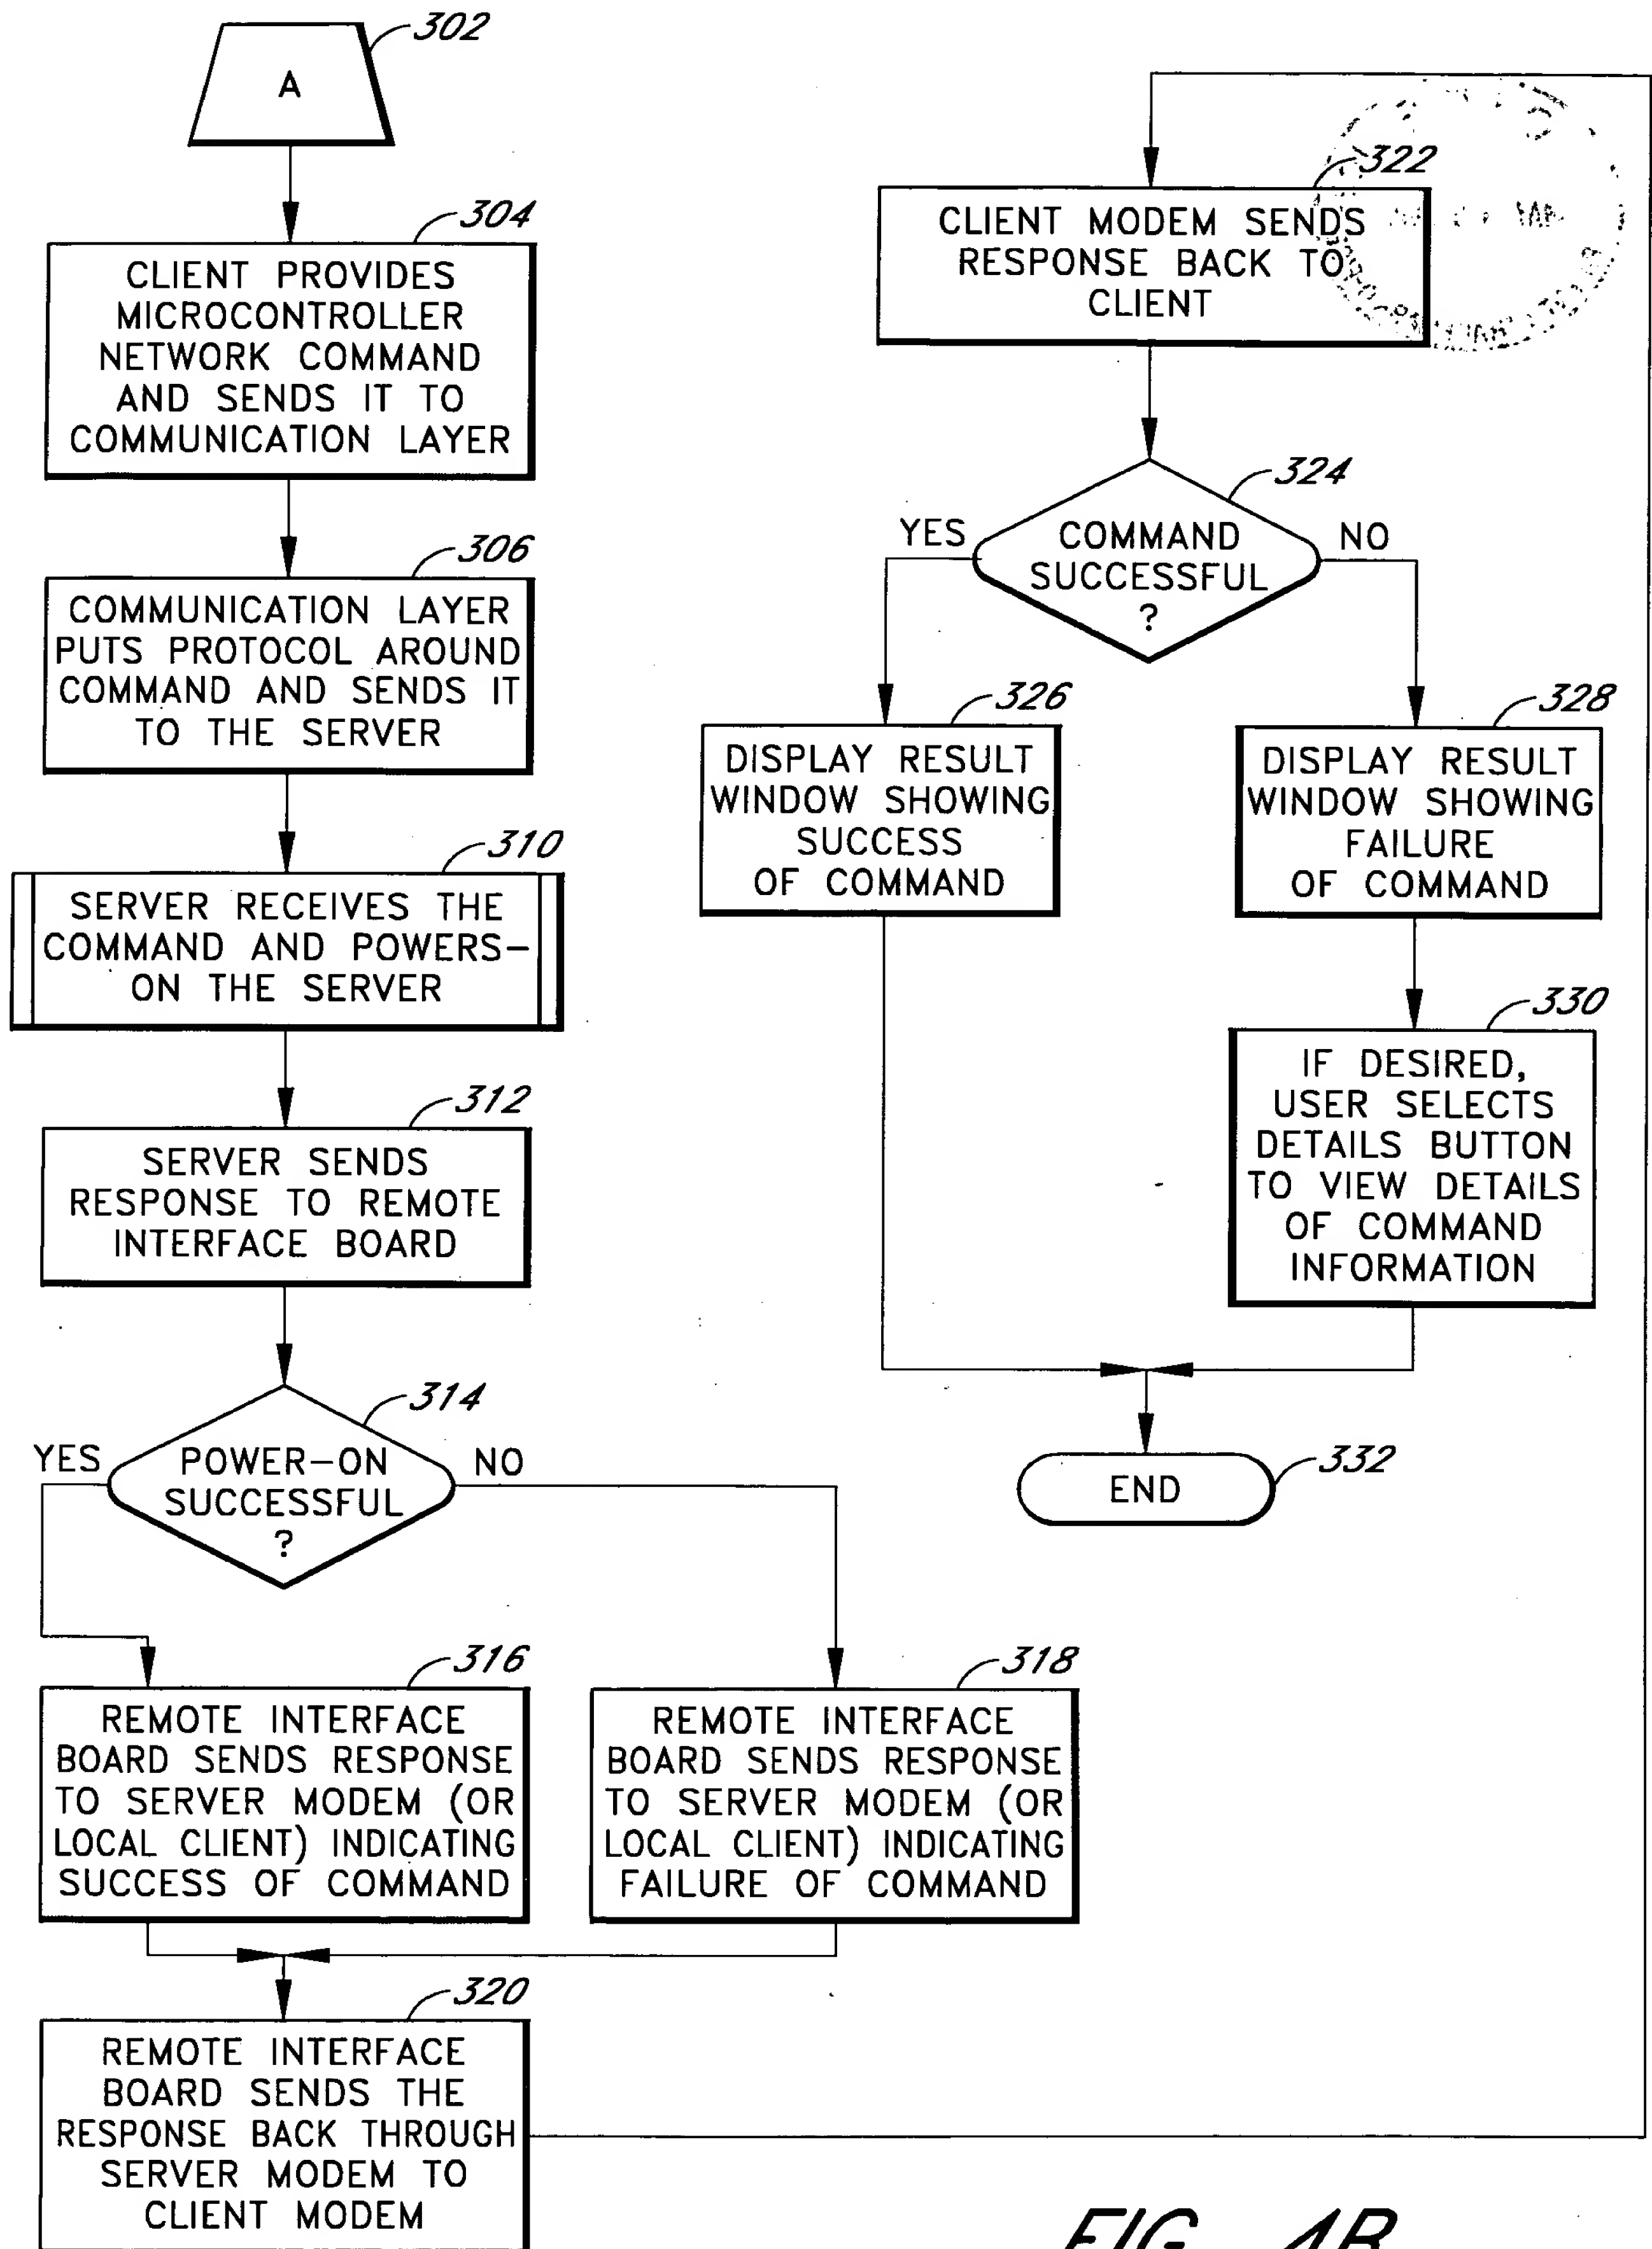 302
A
304
CLIENT PROVIDES
MICROCONTROLLER
NETWORK COMMAND
AND SENDS IT TO
COMMUNICATION LAYER
306
COMMUNICATION LAYER
PUTS PROTOCOL AROUND
COMMAND AND SENDS IT
TO THE SERVER
310
SERVER RECEIVES THE
COMMAND AND POWERS-
ON THE SERVER
312
SERVER SENDS
RESPONSE TO REMOTE
INTERFACE BOARD
314
YES
POWER-ON
SUCCESSFUL
?
NO
316
REMOTE INTERFACE
BOARD SENDS RESPONSE
TO SERVER MODEM (OR
LOCAL CLIENT) INDICATING
SUCCESS OF COMMAND
318
REMOTE INTERFACE
BOARD SENDS RESPONSE
TO SERVER MODEM (OR
LOCAL CLIENT) INDICATING
FAILURE OF COMMAND
320
REMOTE INTERFACE
BOARD SENDS THE
RESPONSE BACK THROUGH
SERVER MODEM TO
CLIENT MODEM
322
CLIENT MODEM SENDS
RESPONSE BACK TO
CLIENT
324
YES
COMMAND
SUCCESSFUL
?
NO
326
DISPLAY RESULT
WINDOW SHOWING
SUCCESS
OF COMMAND
328
DISPLAY RESULT
WINDOW SHOWING
FAILURE
OF COMMAND
330
IF DESIRED,
USER SELECTS
DETAILS BUTTON
TO VIEW DETAILS
OF COMMAND
INFORMATION
END
332
FIG. 4B